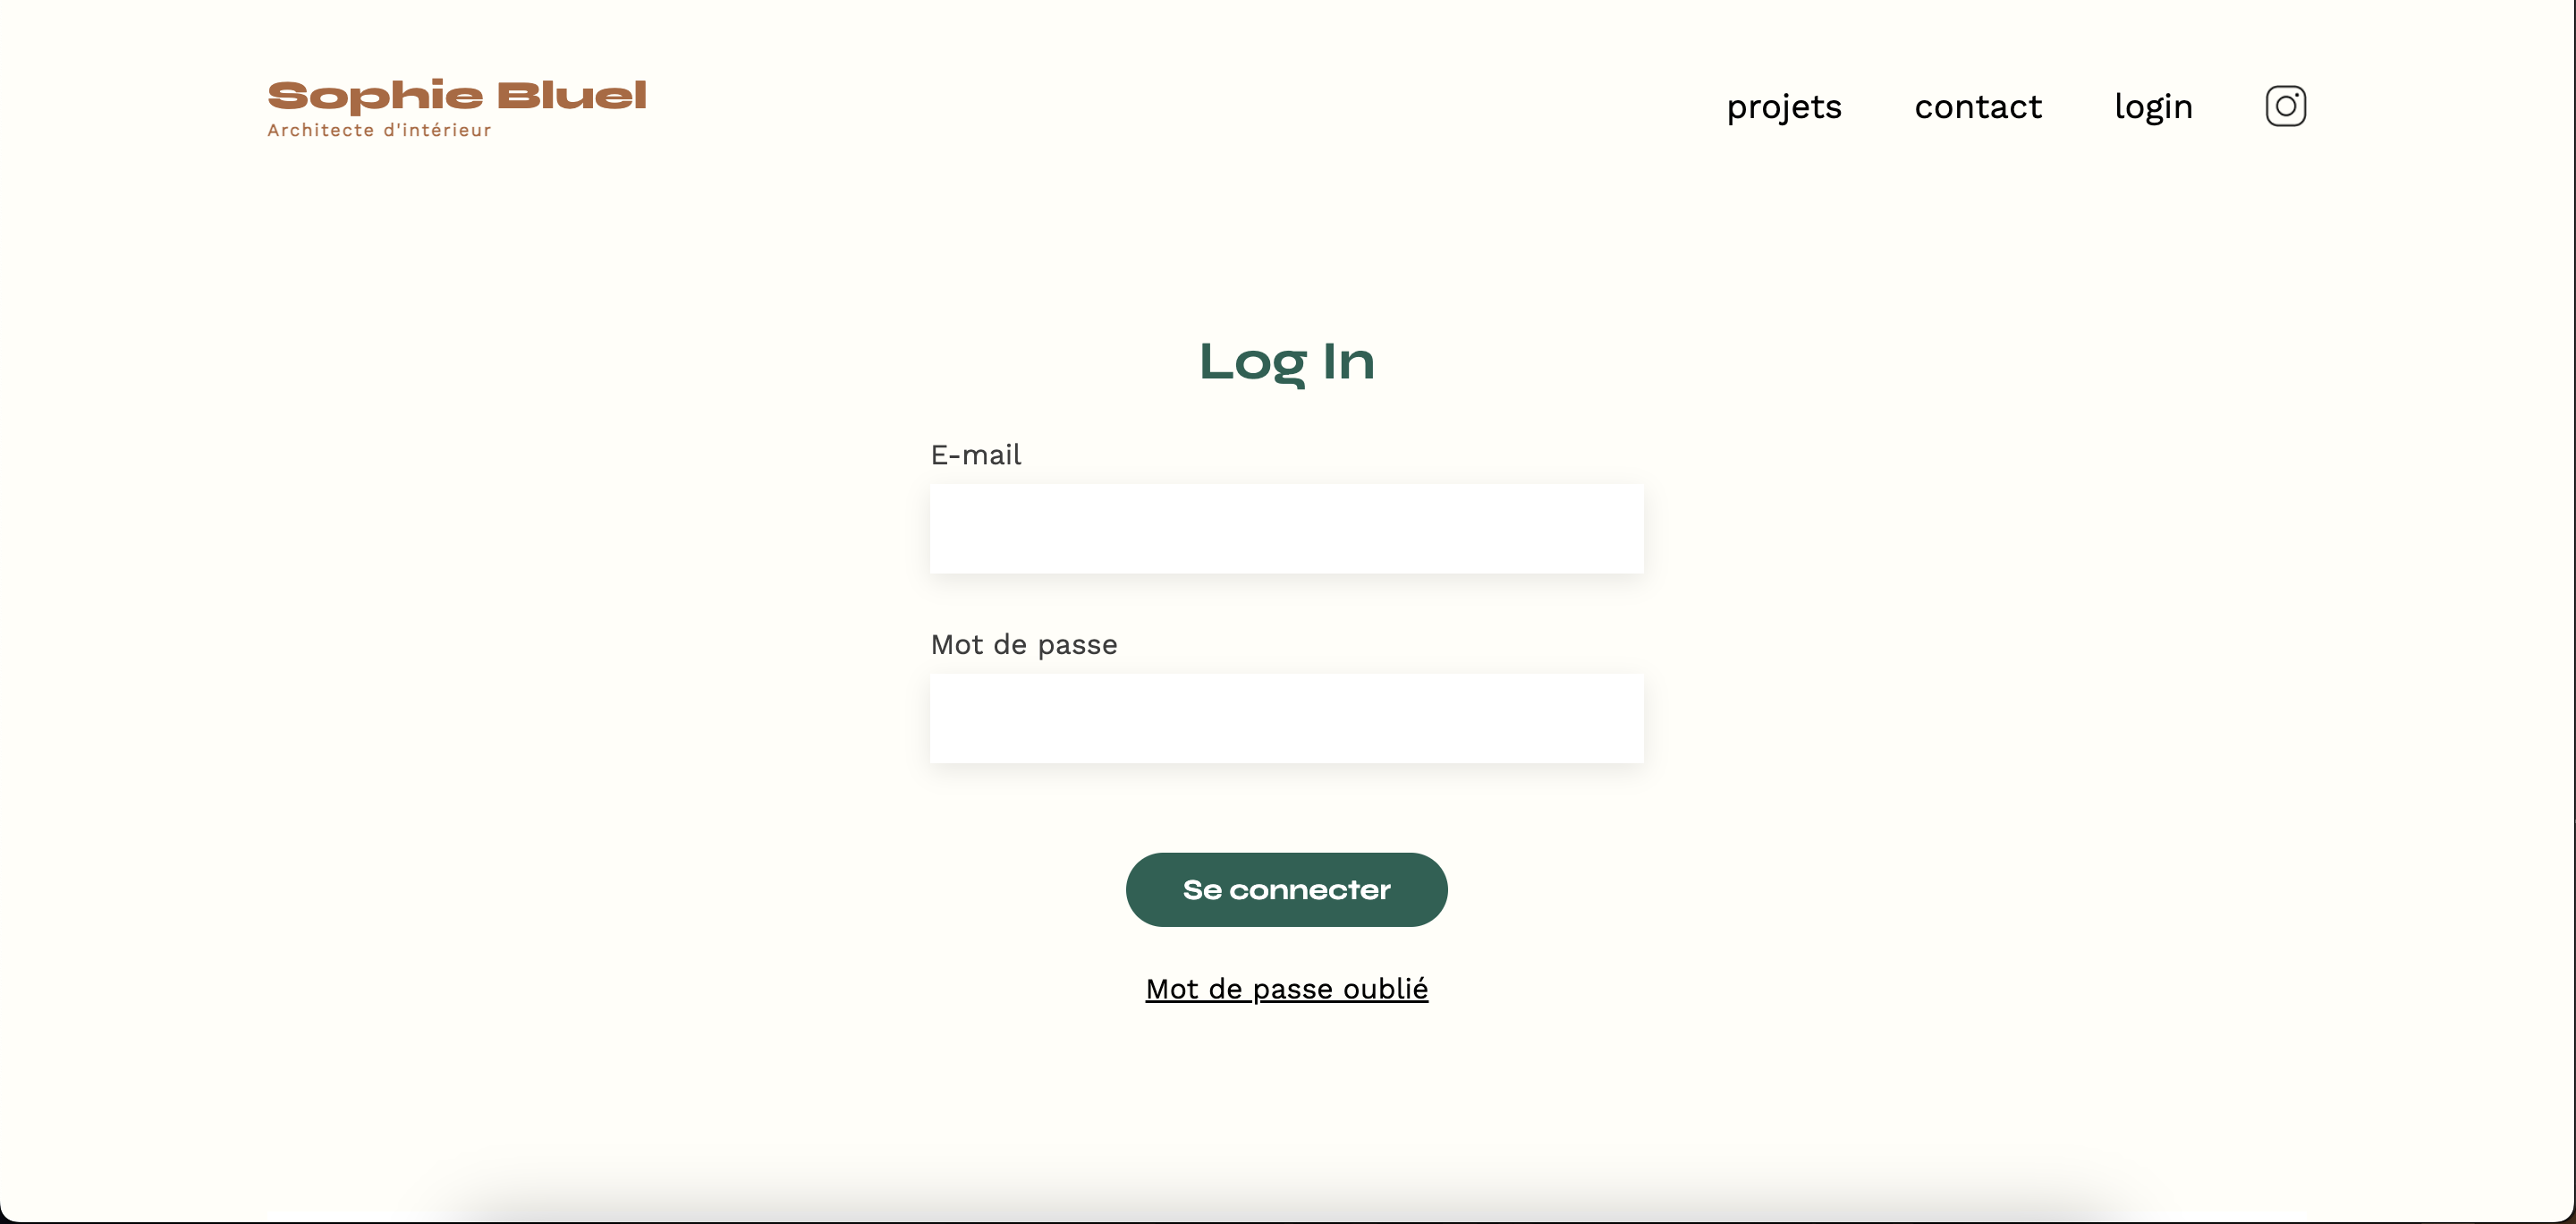 Sophie Bluel
Architecte d'intérieur
projets contact login
Log In
E-mail
Mot de passe
Se connecter
Mot de passe oublié